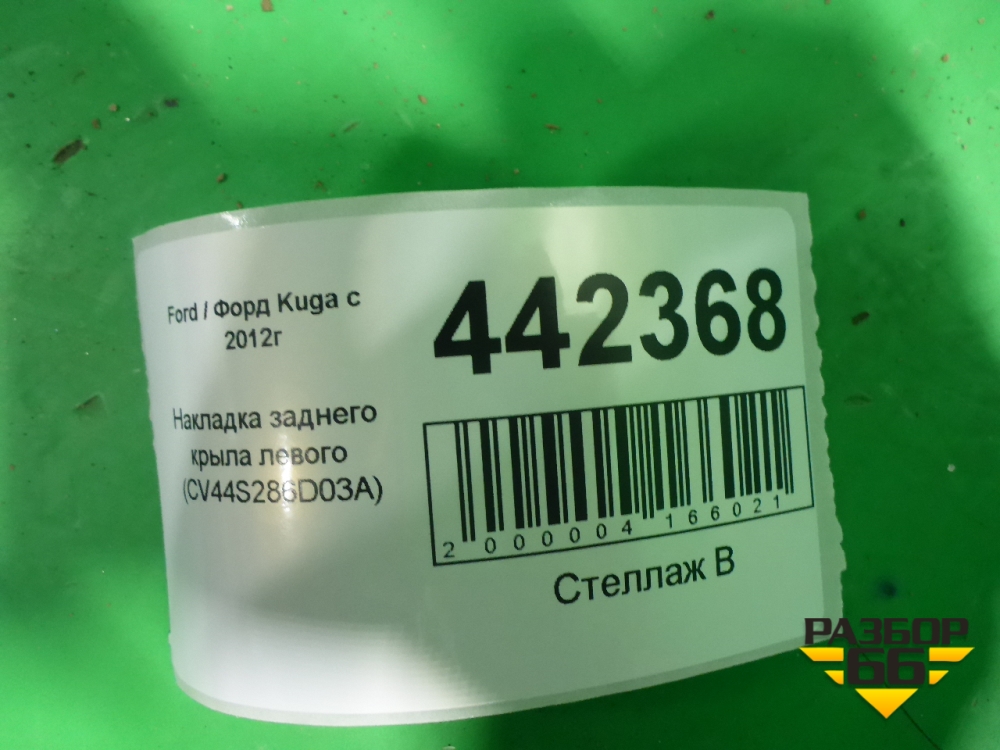 Ford / Форд Kuga с
2012г
Накладка заднего
крыла левого
(CV44S286D03A)
442368
2 000004 166021
Стеллаж В
РАЗБОР
66